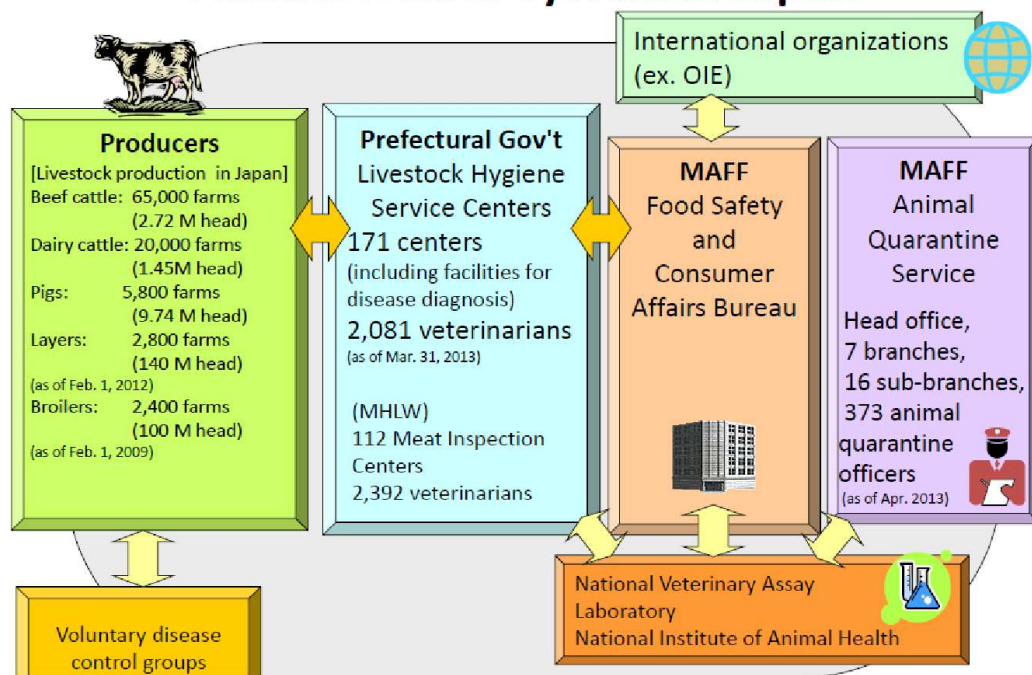 International organizations
(ex. OIE)
Producers
[Livestock production in Japan]
Beef cattle: 65,000 farms
(2.72 M head)
Dairy cattle: 20,000 farms
(1.45M head)
Pigs: 5,800 farms
(9.74 M head)
Layers: 2,800 farms
(140 M head)
(as of Feb. 1, 2012)
Broilers: 2,400 farms
(100 M head)
(as of Feb. 1, 2009)
Prefectural Gov't
Livestock Hygiene
Service Centers
171 centers
(including facilities for
disease diagnosis)
2,081 veterinarians
(as of Mar. 31, 2013)
(MHLW)
112 Meat Inspection
Centers
2,392 veterinarians
MAFF
Food Safety
and
Consumer
Affairs Bureau
MAFF
Animal
Quarantine
Service
Head office,
7 branches,
16 sub-branches,
373 animal
quarantine
officers
(as of Apr. 2013)
Voluntary disease
control groups
National Veterinary Assay
Laboratory
National Institute of Animal Health